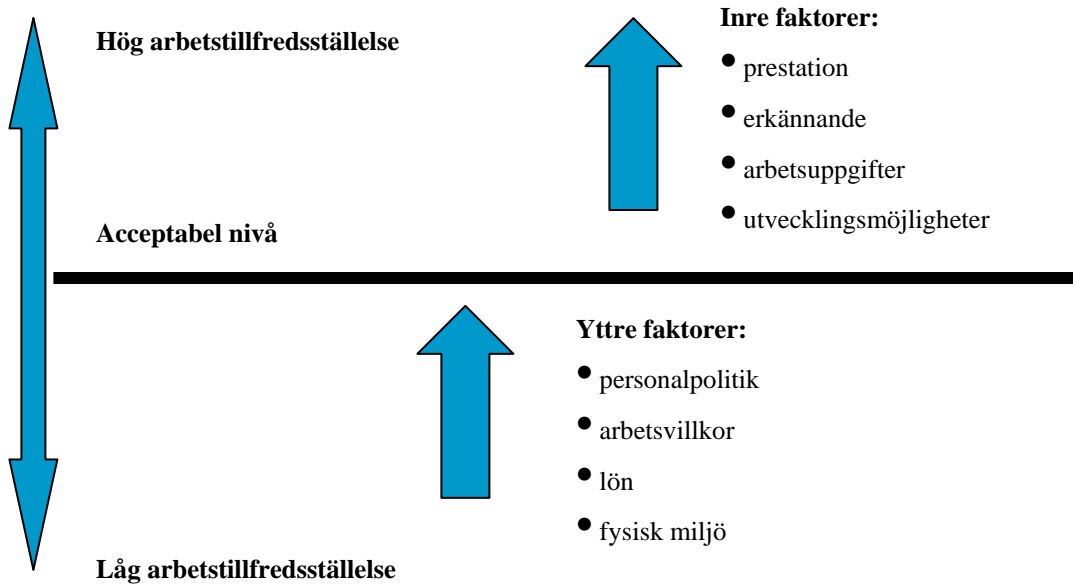 Hög arbetstillfredsställelse
Inre faktorer:
• prestation
• erkännande
• arbetsuppgifter
• utvecklingsmöjligheter
Acceptabel nivå
Yttre faktorer:
• personalpolitik
• arbetsvillkor
• lön
• fysisk miljö
Låg arbetstillfredsställelse